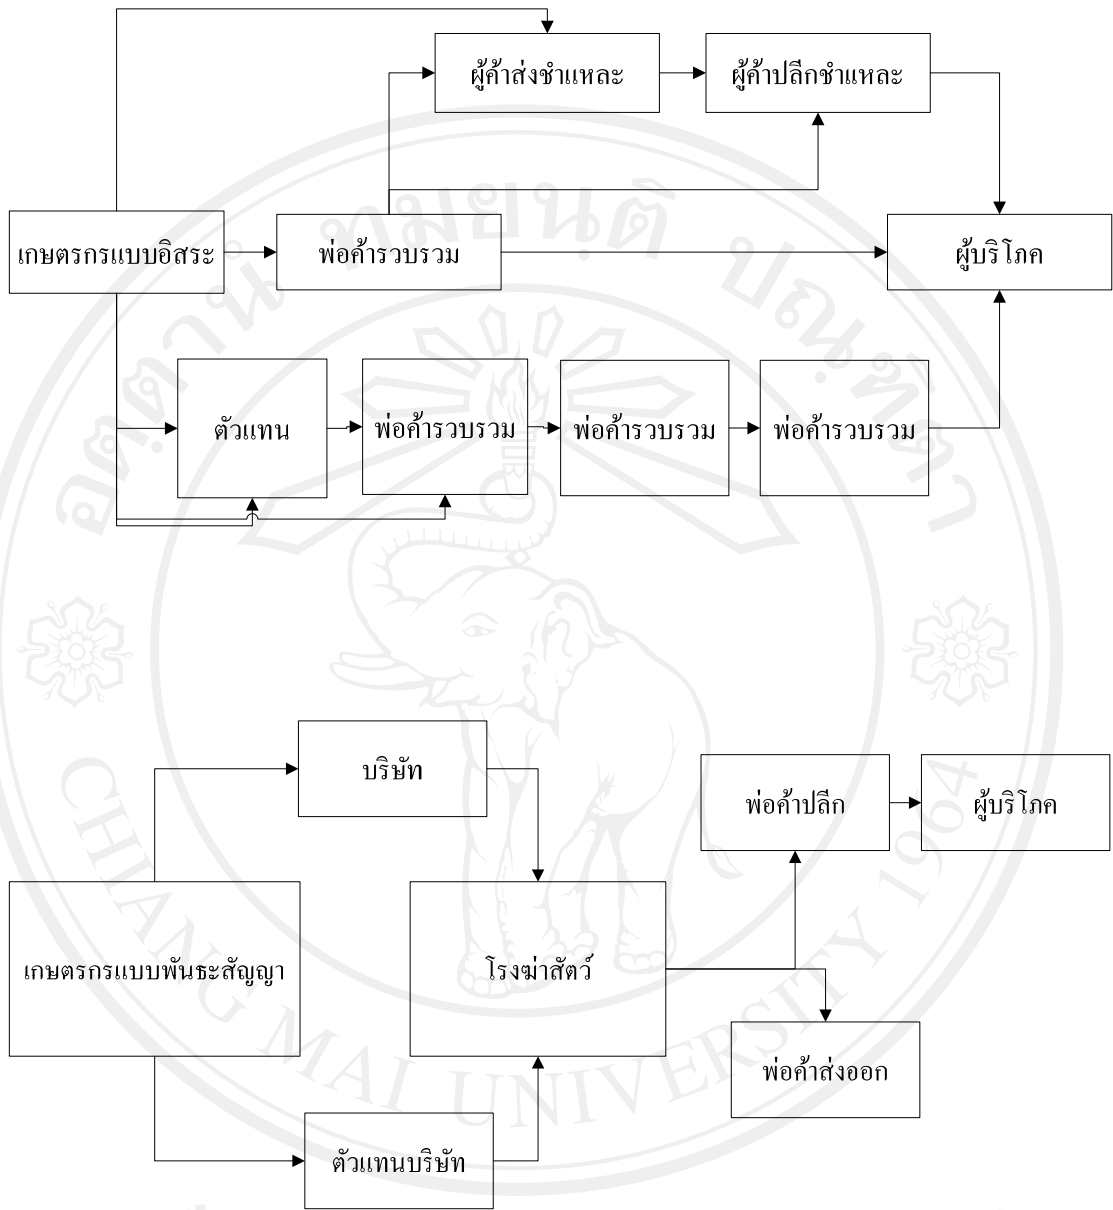 ผู้ค้าส่งชำแหละ
ผู้ค้าปลีกชำแหละ
เกษตรกรแบบอิสระ
พ่อค้ารวบรวม
ผู้บริโภค
ตัวแทน
พ่อค้ารวบรวม
พ่อค้ารวบรวม
พ่อค้ารวบรวม
บริษัท
พ่อค้าปลีก
ผู้บริโภค
เกษตรกรแบบพันธะสัญญา
โรงฆ่าสัตว์
พ่อค้าส่งออก
ตัวแทนบริษัท
CHIANG MAI UNIVERSITY 1964